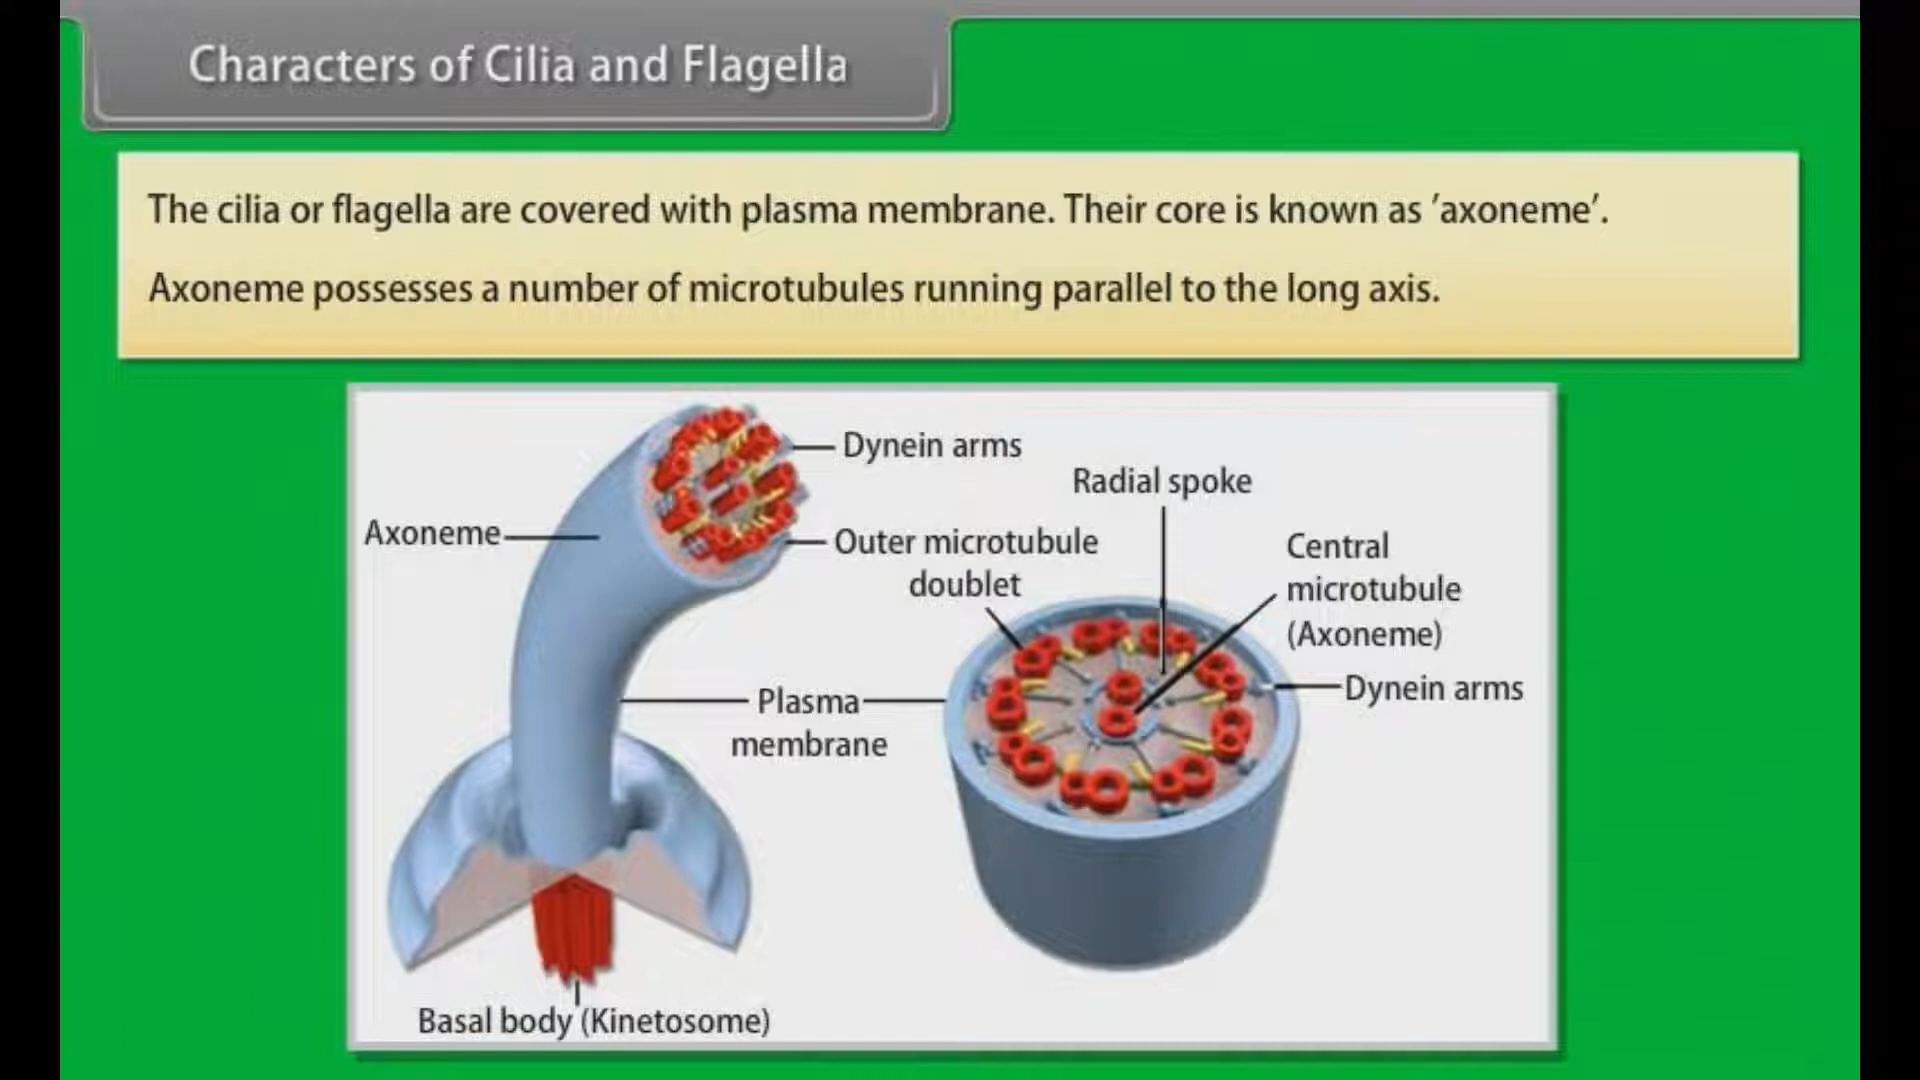 Characters of Cilia and Flagella
The cilia or flagella are covered with plasma membrane. Their core is known as 'axoneme'.
Axoneme possesses a number of microtubules running parallel to the long axis.
Dynein arms
Radial spoke
Axoneme
Outer microtubule
doublet
Central
microtubule
(Axoneme)
Dynein arms
Plasma
membrane
Basal body (Kinetosome)